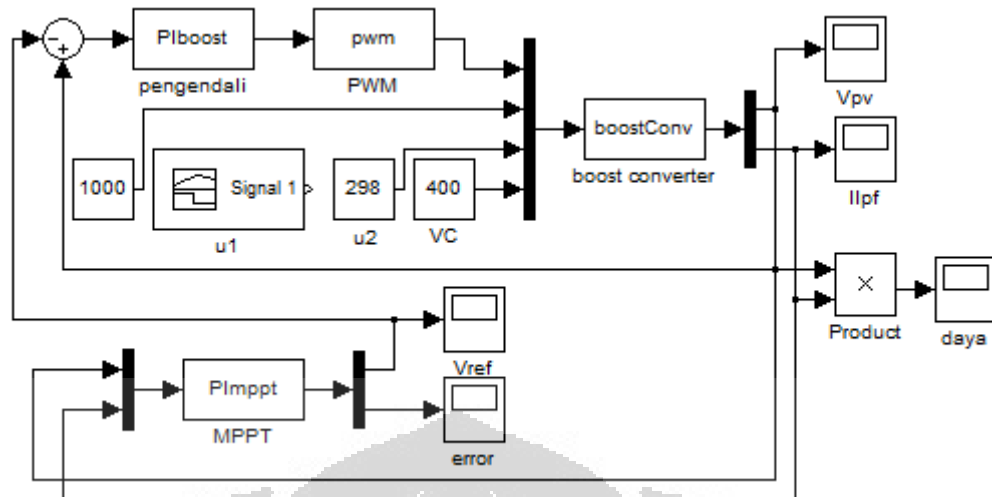 PIboost
pengendali
pwm
PWM
1000
Signal 1
u1
298
u2
400
VC
boostConv
boost converter
Vpv
IIpf
Product
daya
Vref
PImppt
MPPT
error